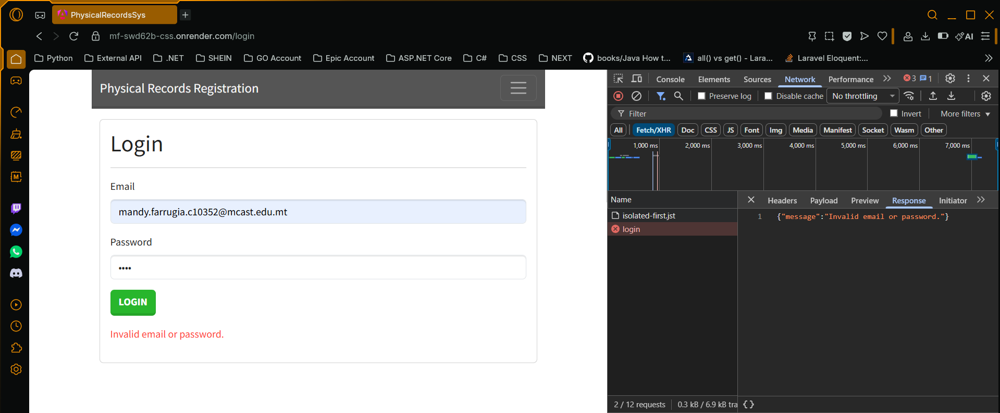 PhysicalRecordsSys
mf-swd62b-css.onrender.com/login
AI
Python
External API
.NET
SHEIN
GO Account
Epic Account
ASP.NET Core
C#
CSS
NEXT
books/Java How t...
all() vs get() - Lara...
Laravel Eloquent:...
Physical Records Registration
Login
Email
mandy.farrugia.c10352@mcast.edu.mt
Password
••••
LOGIN
Invalid email or password.
Console Elements Sources Network Performance 3 1
Preserve log Disable cache No throttling
Filter Invert More filters
All Fetch/XHR Doc CSS JS Font Img Media Manifest Socket Wasm Other
1,000 ms 2,000 ms 3,000 ms 4,000 ms 5,000 ms 6,000 ms 7,000 ms
Name
isolated-first.jst
login
Headers Payload Preview Response Initiator
1 {"message":"Invalid email or password."}
2 / 12 requests 0.3 kB / 6.9 kB tra
{}
M